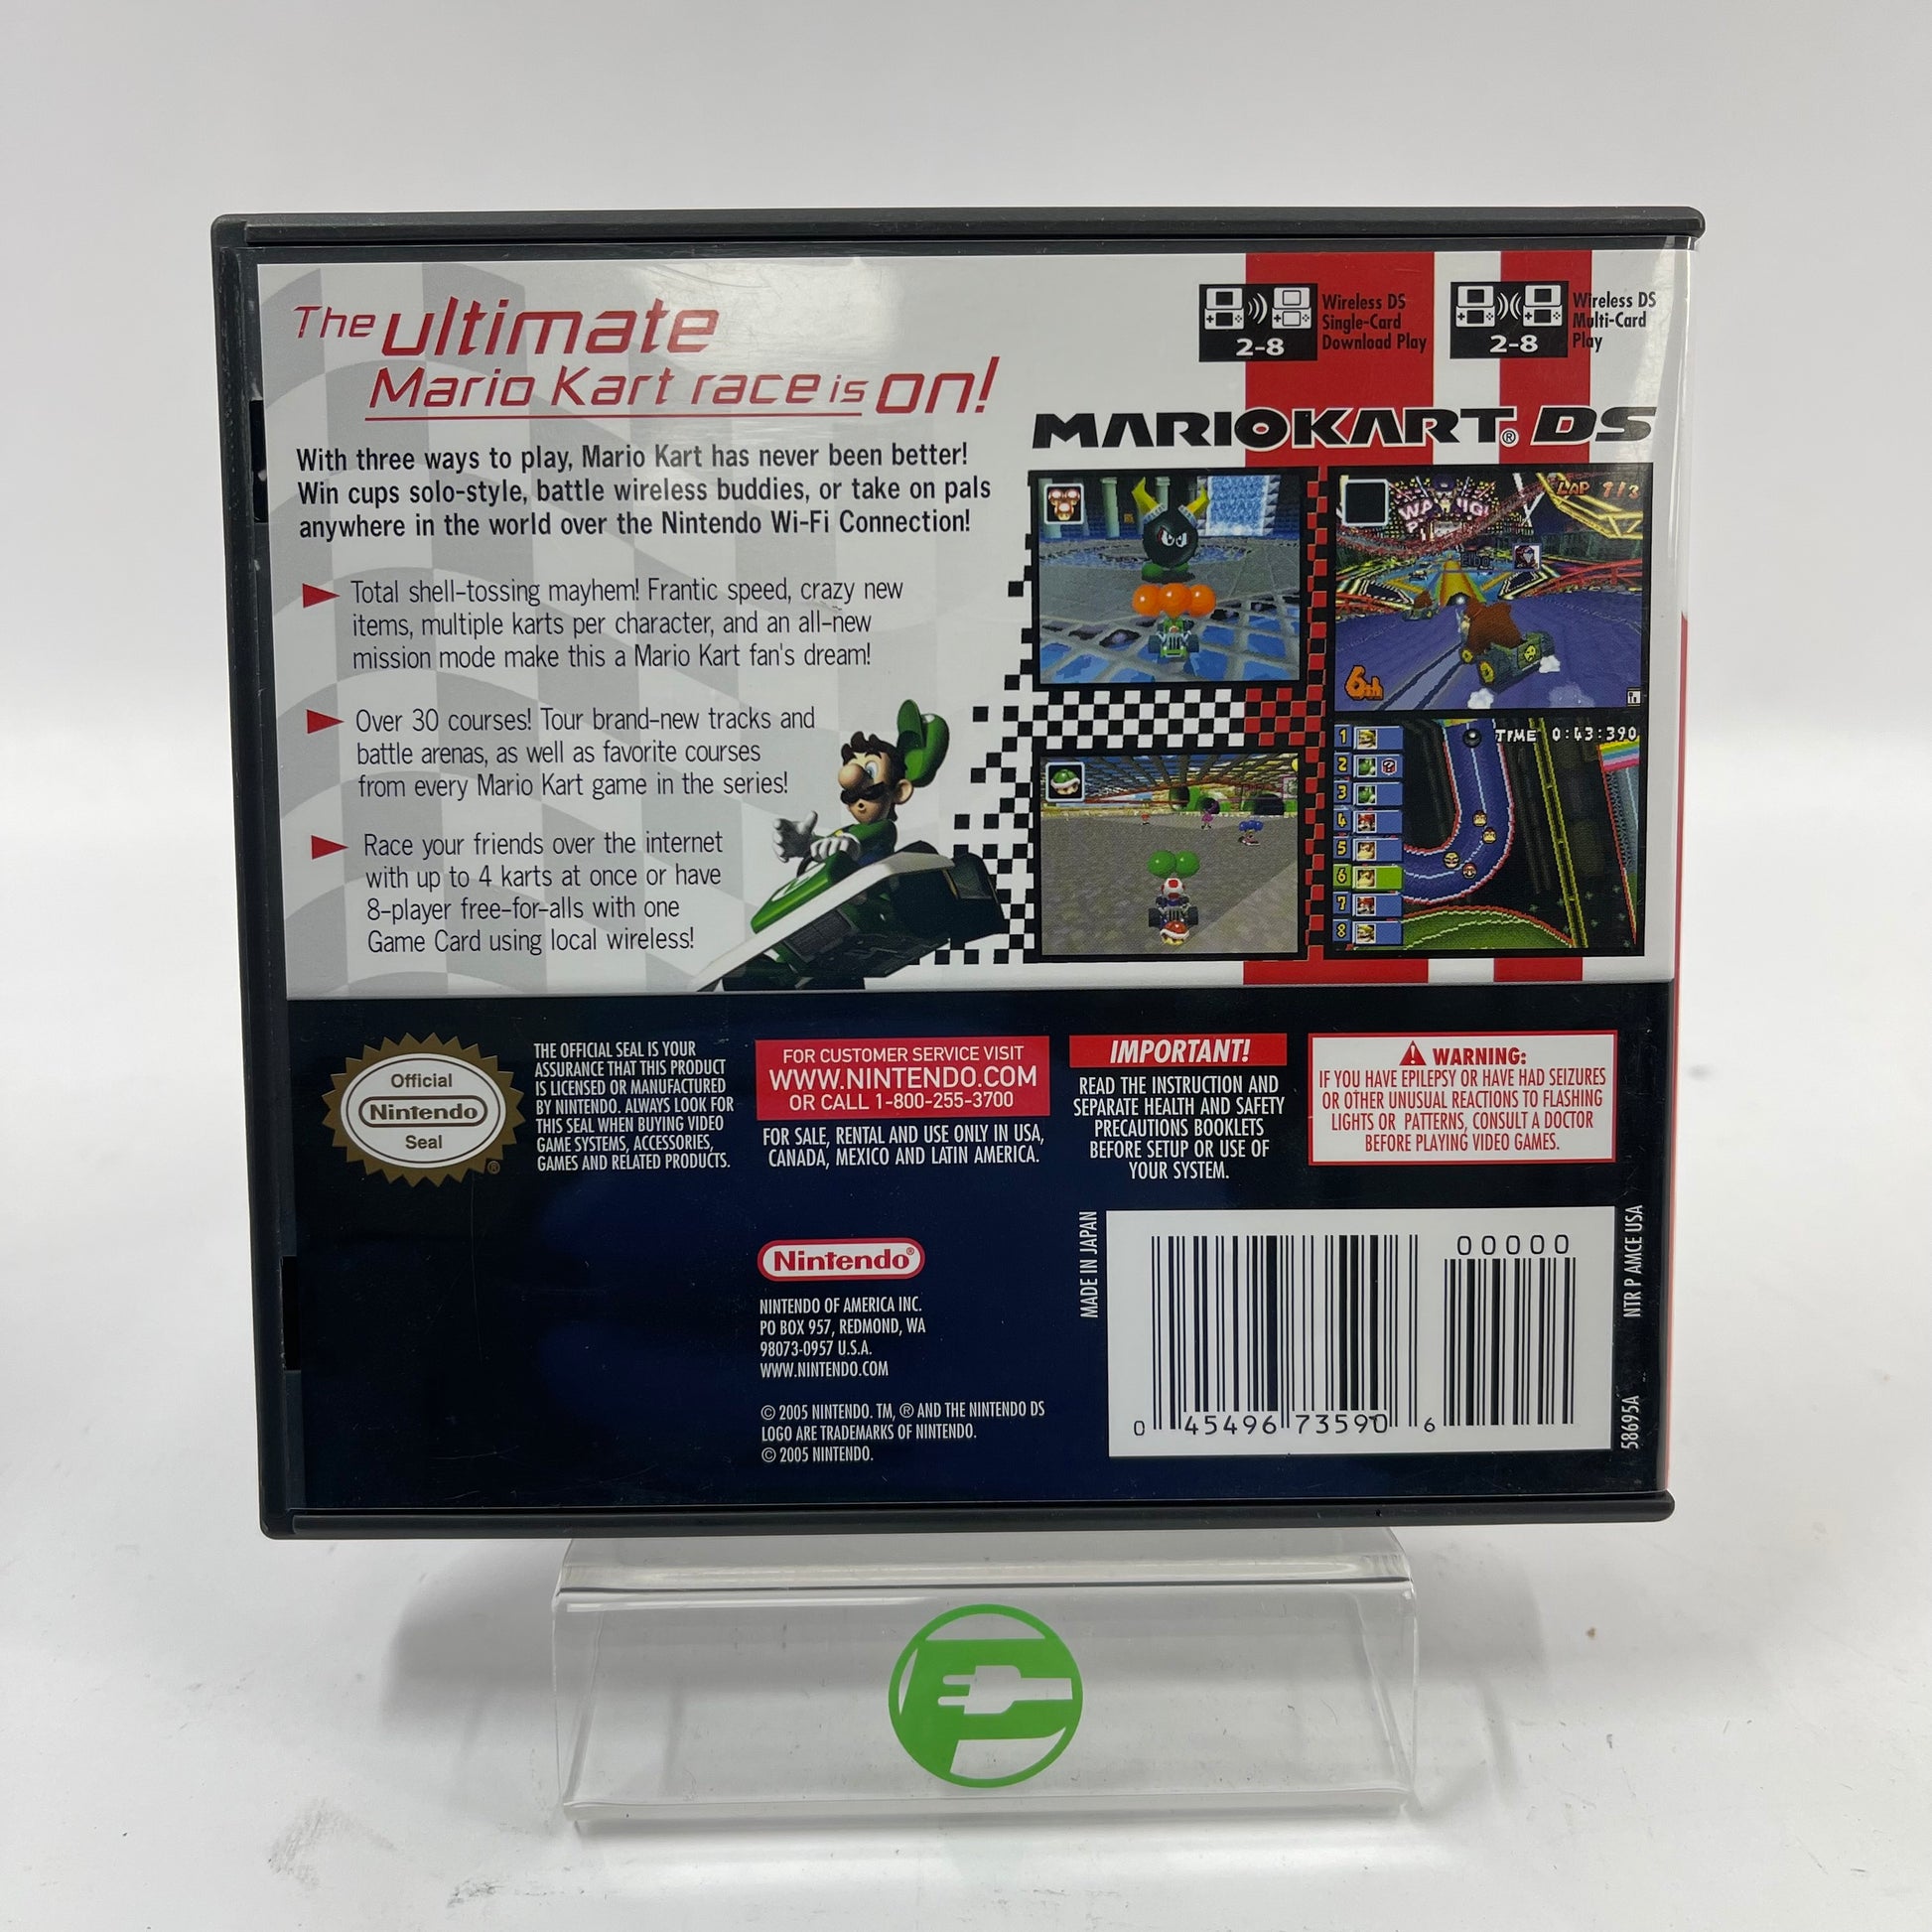 The ultimate
Mario Kart race is on!
With three ways to play, Mario Kart has never been better!
Win cups solo-style, battle wireless buddies, or take on pals
anywhere in the world over the Nintendo Wi-Fi Connection!
Total shell-tossing mayhem! Frantic speed, crazy new
items, multiple karts per character, and an all-new
mission mode make this a Mario Kart fan's dream!
Over 30 courses! Tour brand-new tracks and
battle arenas, as well as favorite courses
from every Mario Kart game in the series!
Race your friends over the internet
with up to 4 karts at once or have
8-player free-for-alls with one
Game Card using local wireless!
2-8
Wireless DS
Single-Card
Download Play
2-8
Wireless DS
Multi-Card
Play
MARIOKART® DS
LAP 1/3
6th
TIME 0:43:390
1
2
3
4
5
6
7
8
Official
Nintendo
Seal
®
THE OFFICIAL SEAL IS YOUR
ASSURANCE THAT THIS PRODUCT
IS LICENSED OR MANUFACTURED
BY NINTENDO. ALWAYS LOOK FOR
THIS SEAL WHEN BUYING VIDEO
GAME SYSTEMS, ACCESSORIES,
GAMES AND RELATED PRODUCTS.
FOR CUSTOMER SERVICE VISIT
WWW.NINTENDO.COM
OR CALL 1-800-255-3700
FOR SALE, RENTAL AND USE ONLY IN USA,
CANADA, MEXICO AND LATIN AMERICA.
IMPORTANT!
READ THE INSTRUCTION AND
SEPARATE HEALTH AND SAFETY
PRECAUTIONS BOOKLETS
BEFORE SETUP OR USE OF
YOUR SYSTEM.
WARNING:
IF YOU HAVE EPILEPSY OR HAVE HAD SEIZURES
OR OTHER UNUSUAL REACTIONS TO FLASHING
LIGHTS OR PATTERNS, CONSULT A DOCTOR
BEFORE PLAYING VIDEO GAMES.
Nintendo®
NINTENDO OF AMERICA INC.
PO BOX 957, REDMOND, WA
98073-0957 U.S.A.
WWW.NINTENDO.COM
© 2005 NINTENDO. TM, ® AND THE NINTENDO DS
LOGO ARE TRADEMARKS OF NINTENDO.
© 2005 NINTENDO.
MADE IN JAPAN
00000
0 45496 73590 6
NTR P AMCE USA
58695A